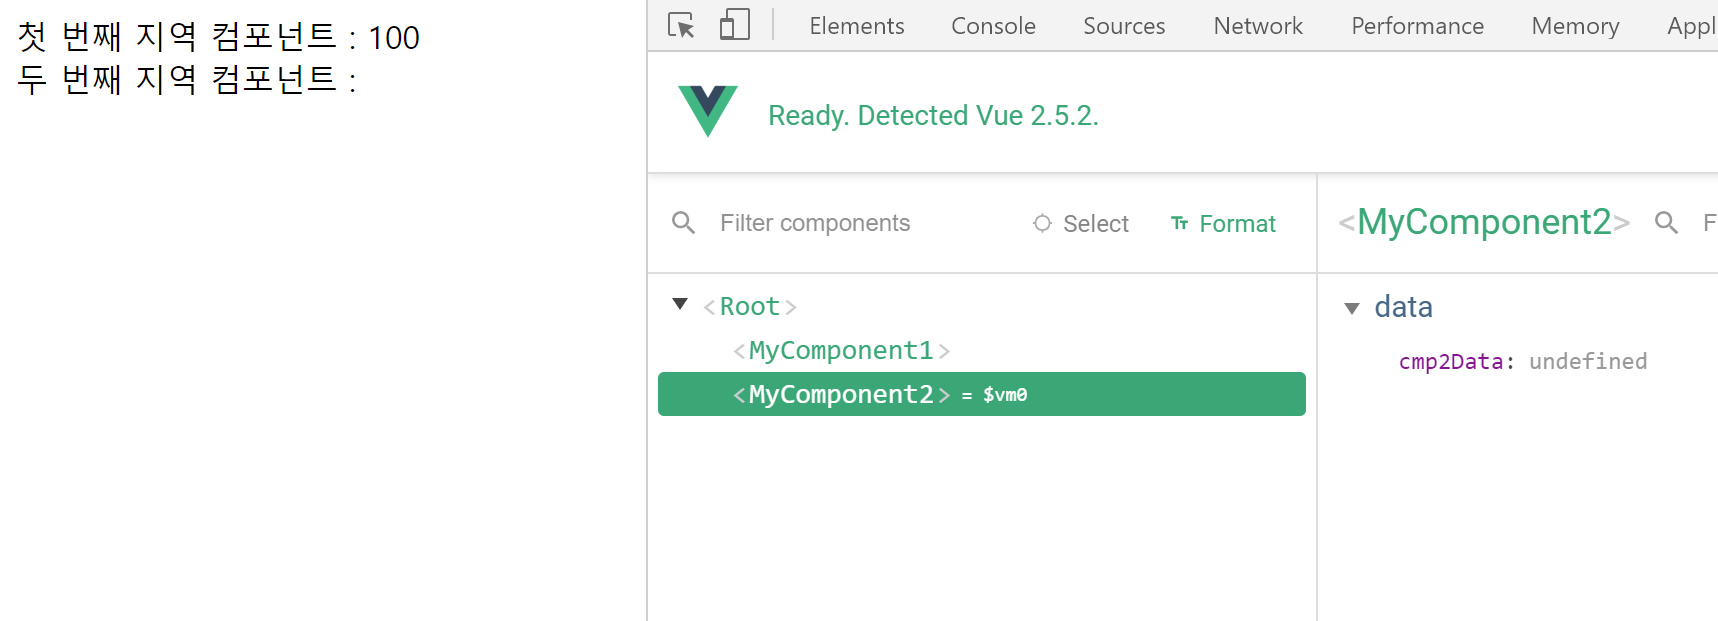 첫 번째 지역 컴포넌트 : 100
두 번째 지역 컴포넌트 :
Elements Console Sources Network Performance Memory Appl
Ready. Detected Vue 2.5.2.
Filter components Select Format
<MyComponent2> F
<Root>
<MyComponent1>
<MyComponent2> = $vm0
data
cmp2Data: undefined